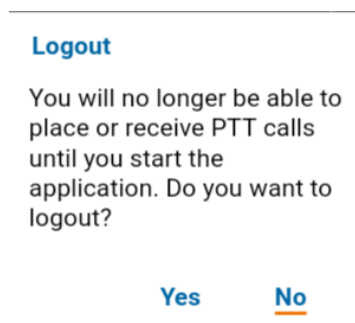 Logout
You will no longer be able to
place or receive PTT calls
until you start the
application. Do you want to
logout?
Yes No